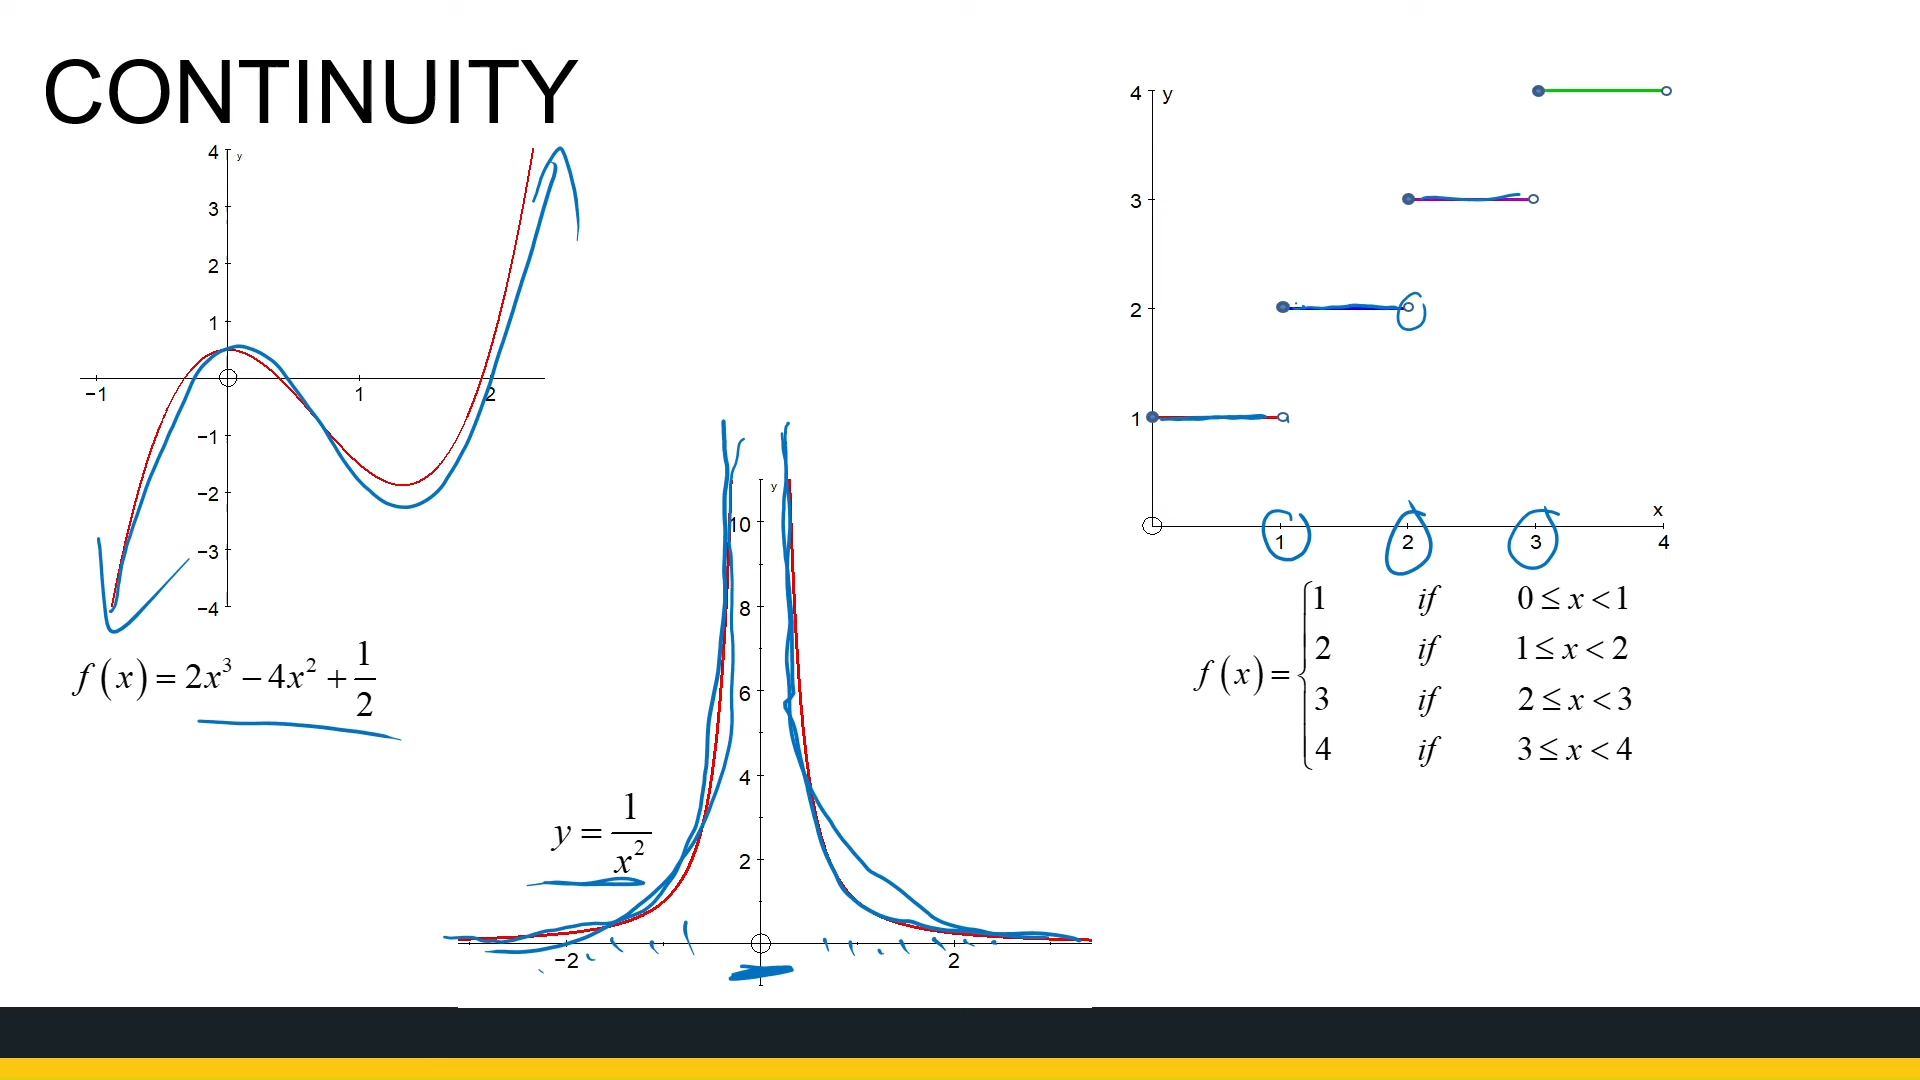 CONTINUITY
4 y
3
2
1
−1 1 2
−1
−2
−3
−4
f(x) = 2x³ − 4x² + 1/2
y
10
8
6
4
2
−2 2
y = 1/x²
4 y
3
2
1
x
1 2 3 4
f(x) = { 1 if 0 ≤ x < 1
2 if 1 ≤ x < 2
3 if 2 ≤ x < 3
4 if 3 ≤ x < 4